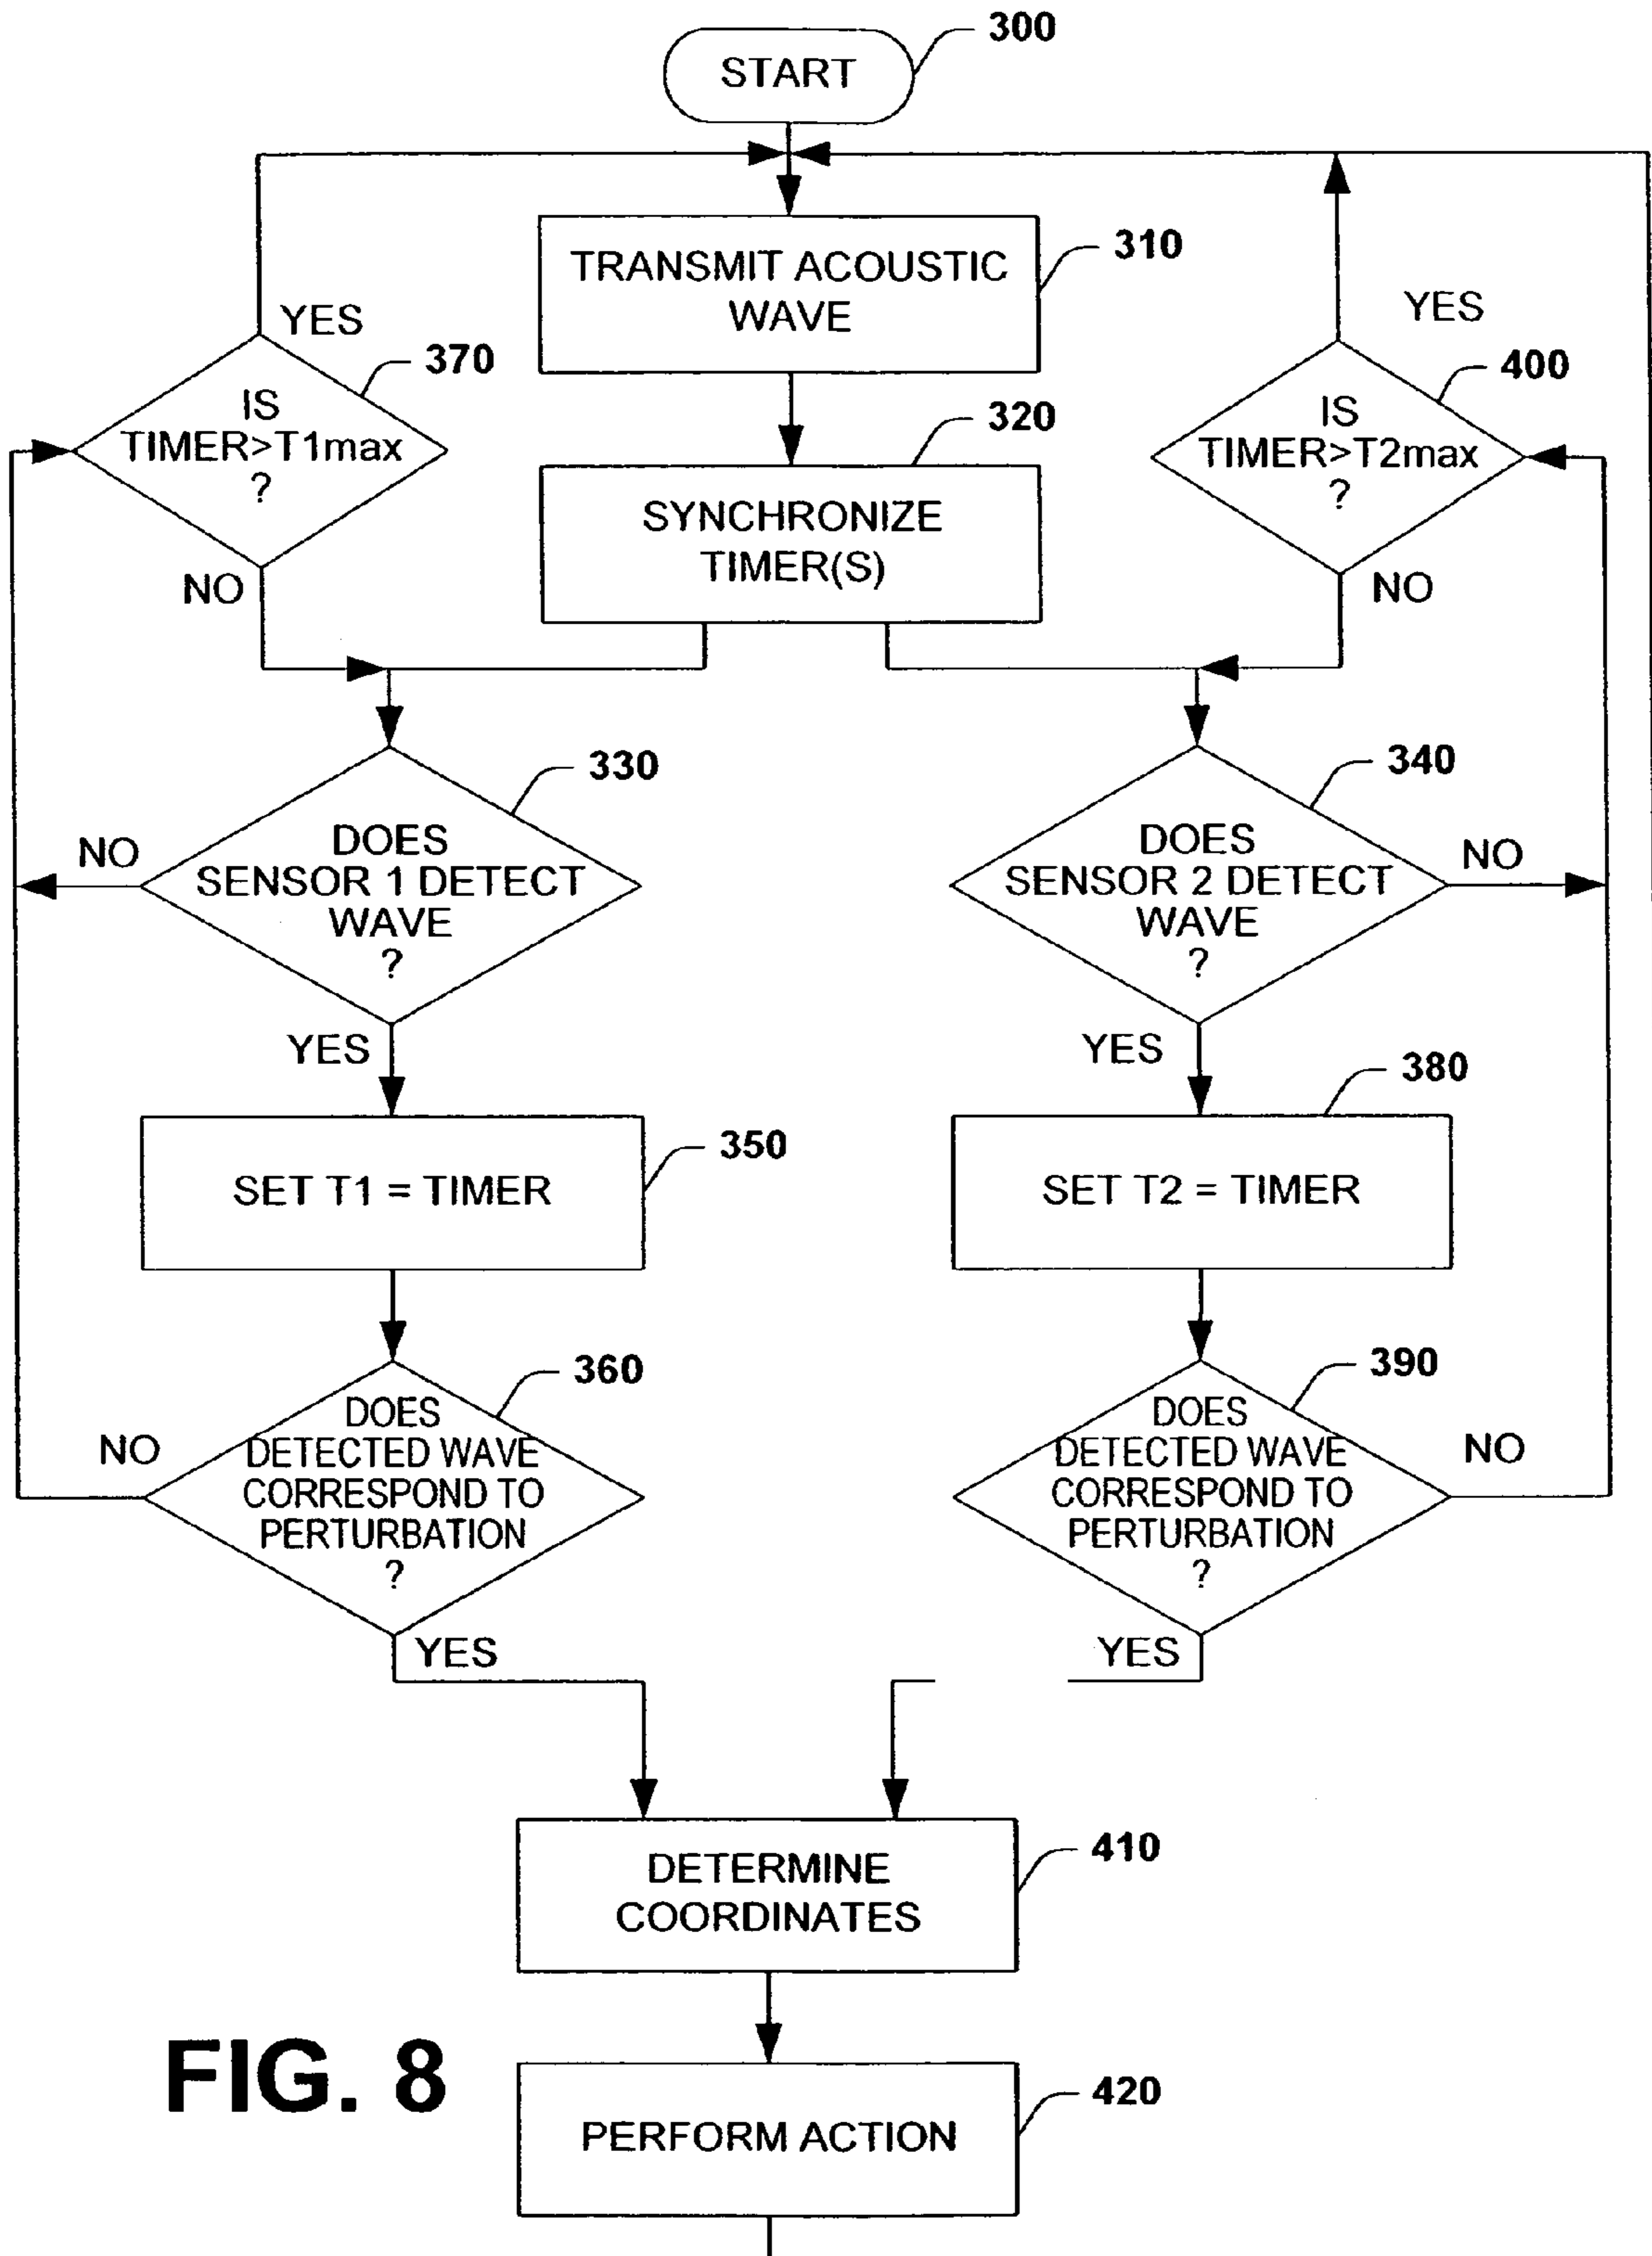 300
START
310
TRANSMIT ACOUSTIC
WAVE
YES
370
IS
TIMER>T1max
?
NO
YES
400
IS
TIMER>T2max
?
NO
320
SYNCHRONIZE
TIMER(S)
330
DOES
SENSOR 1 DETECT
WAVE
?
NO
YES
340
DOES
SENSOR 2 DETECT
WAVE
?
NO
YES
350
SET T1 = TIMER
380
SET T2 = TIMER
360
DOES
DETECTED WAVE
CORRESPOND TO
PERTURBATION
?
NO
YES
390
DOES
DETECTED WAVE
CORRESPOND TO
PERTURBATION
?
NO
YES
410
DETERMINE
COORDINATES
FIG. 8
420
PERFORM ACTION